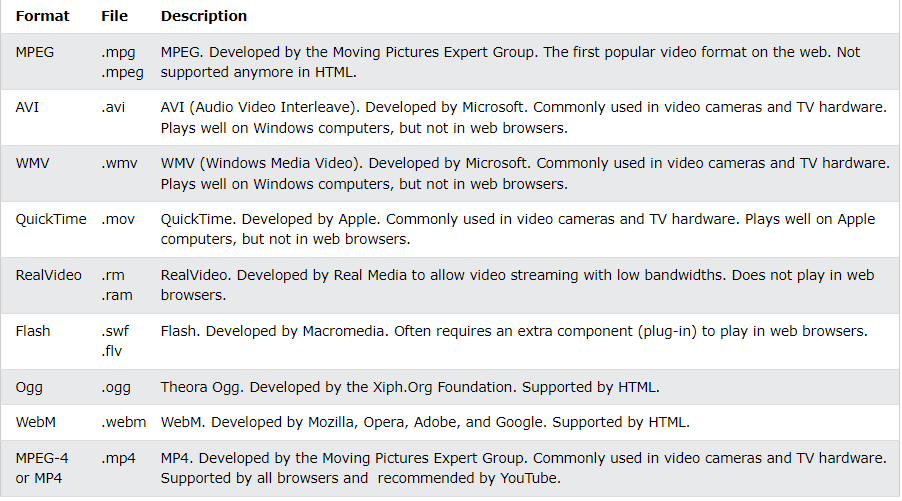 Format File Description
MPEG .mpg MPEG. Developed by the Moving Pictures Expert Group. The first popular video format on the web. Not
.mpeg supported anymore in HTML.
AVI .avi AVI (Audio Video Interleave). Developed by Microsoft. Commonly used in video cameras and TV hardware.
Plays well on Windows computers, but not in web browsers.
WMV .wmv WMV (Windows Media Video). Developed by Microsoft. Commonly used in video cameras and TV hardware.
Plays well on Windows computers, but not in web browsers.
QuickTime .mov QuickTime. Developed by Apple. Commonly used in video cameras and TV hardware. Plays well on Apple
computers, but not in web browsers.
RealVideo .rm RealVideo. Developed by Real Media to allow video streaming with low bandwidths. Does not play in web
.ram browsers.
Flash .swf Flash. Developed by Macromedia. Often requires an extra component (plug-in) to play in web browsers.
.flv
Ogg .ogg Theora Ogg. Developed by the Xiph.Org Foundation. Supported by HTML.
WebM .webm WebM. Developed by Mozilla, Opera, Adobe, and Google. Supported by HTML.
MPEG-4 .mp4 MP4. Developed by the Moving Pictures Expert Group. Commonly used in video cameras and TV hardware.
or MP4 Supported by all browsers and  recommended by YouTube.